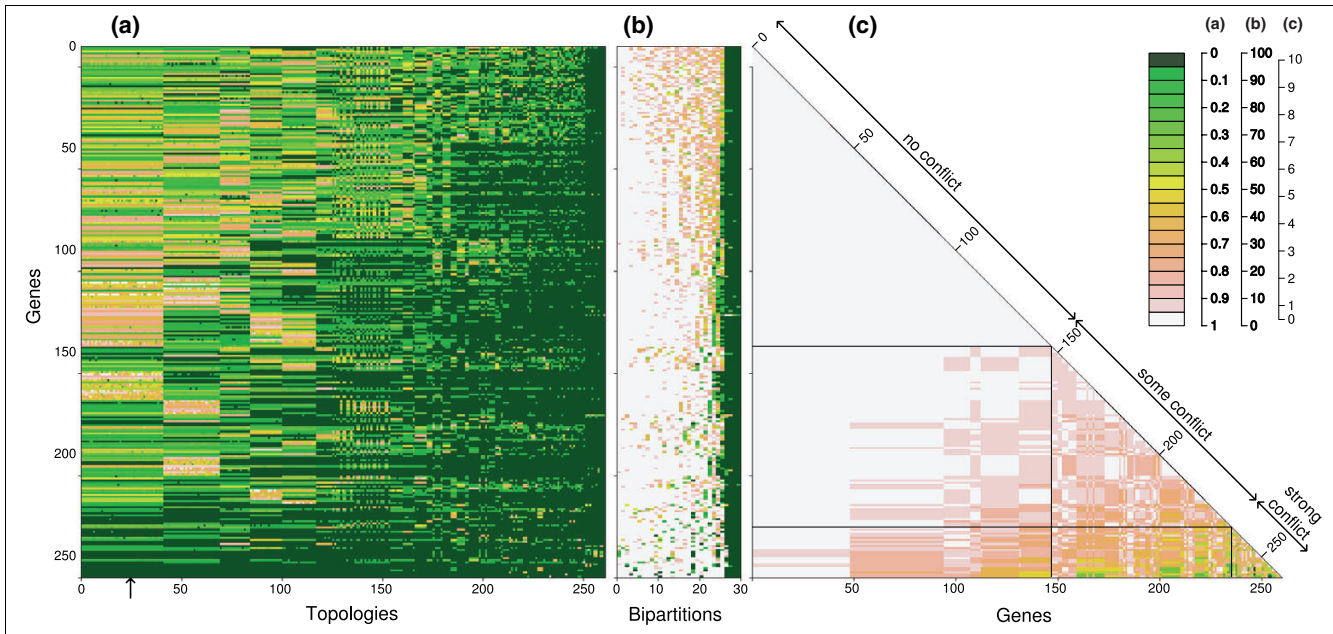 (a) (b) (c)
(a) (b) (c)
0 100 10
0.1 90 9
0.2 80 8
0.3 70 7
0.4 60 6
0.5 50 5
0.6 40 4
0.7 30 3
0.8 20 2
0.9 10 1
1 0 0
Genes
0
50
100
150
200
250
0 50 100 150 200 250
Topologies
0 10 20 30
Bipartitions
50 100 150 200 250
Genes
0
50
100
150
200
250
no conflict
some conflict
strong
conflict